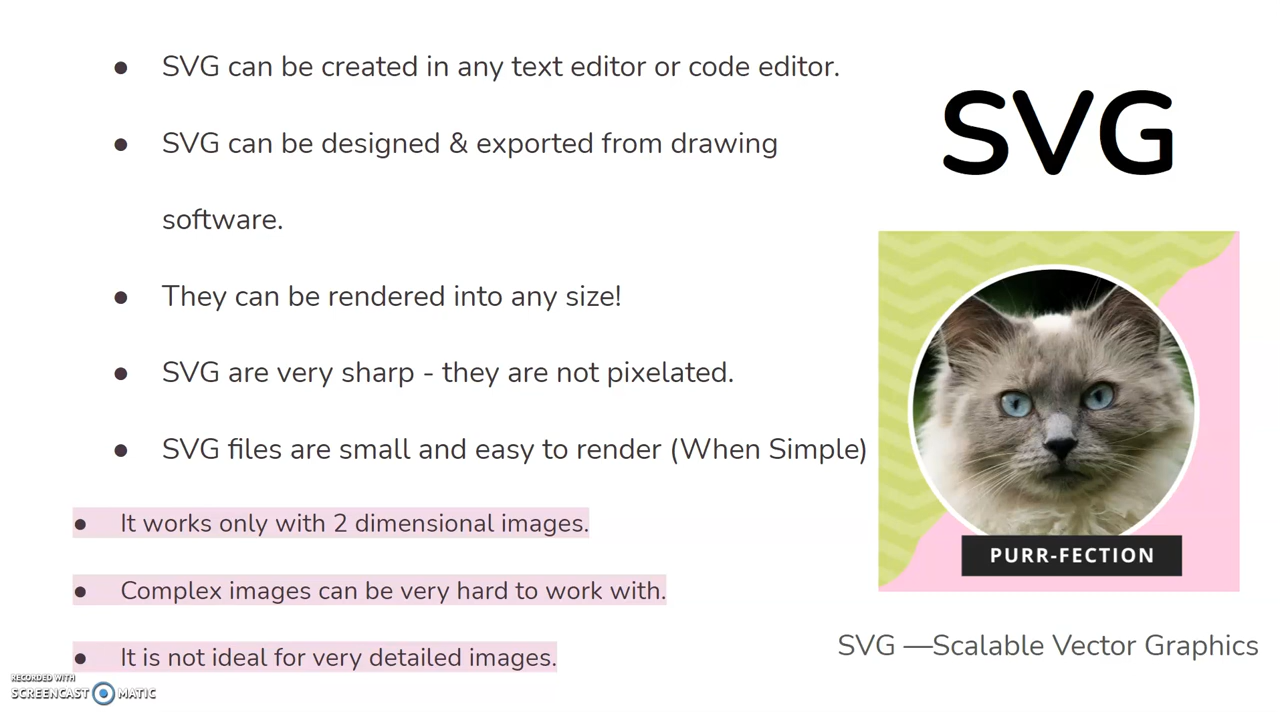 ● SVG can be created in any text editor or code editor.
● SVG can be designed & exported from drawing
software.
● They can be rendered into any size!
● SVG are very sharp - they are not pixelated.
● SVG files are small and easy to render (When Simple)
● It works only with 2 dimensional images.
● Complex images can be very hard to work with.
● It is not ideal for very detailed images.
SVG
PURR-FECTION
SVG —Scalable Vector Graphics
RECORDED WITH
SCREENCAST MATIC